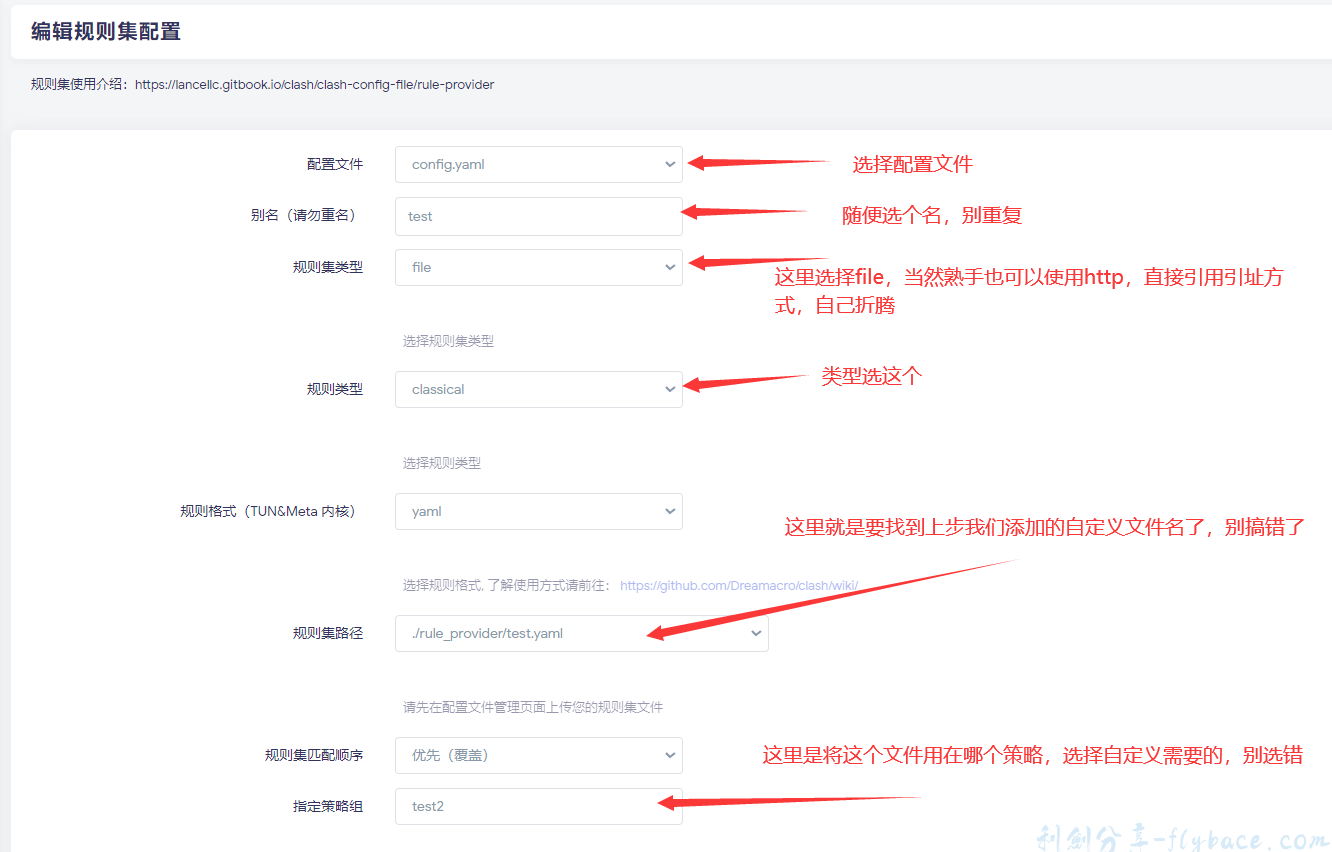 编辑规则集配置
规则集使用介绍：https://lancellc.gitbook.io/clash/clash-config-file/rule-provider
配置文件
config.yaml
选择配置文件
别名（请勿重名）
test
随便选个名，别重复
规则集类型
file
这里选择file，当然熟手也可以使用http，直接引用引址方
式，自己折腾
选择规则集类型
规则类型
classical
类型选这个
选择规则类型
规则格式（TUN&Meta 内核）
yaml
这里就是要找到上步我们添加的自定义文件名了，别搞错了
选择规则格式, 了解使用方式请前往： https://github.com/Dreamacro/clash/wiki/
规则集路径
./rule_provider/test.yaml
请先在配置文件管理页面上传您的规则集文件
规则集匹配顺序
优先（覆盖）
这里是将这个文件用在哪个策略，选择自定义需要的，别选错
指定策略组
test2
利剑分享-flybace.com